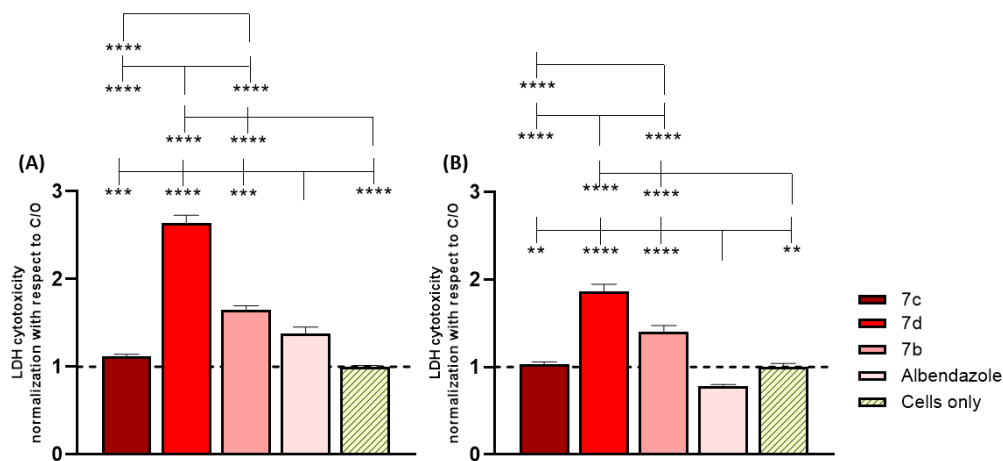 ****
**** ****
**** ****
(A)
*** **** *** ****
3
2
1
0
LDH cytotoxicity
normalization with respect to C/O
****
**** ****
**** ****
(B)
** **** **** **
3
2
1
0
LDH cytotoxicity
normalization with respect to C/O
7c
7d
7b
Albendazole
Cells only